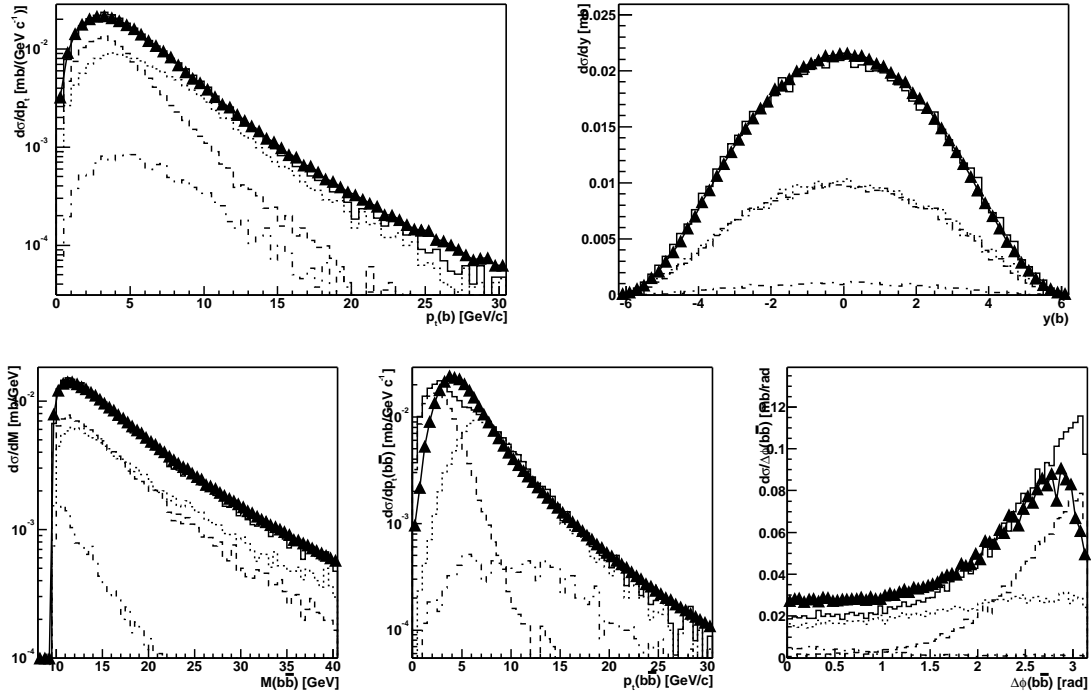 dσ/dp_t [mb/(GeV c⁻¹)]
10⁻²
10⁻³
10⁻⁴
0 5 10 15 20 25 30
p_t(b) [GeV/c]
dσ/dy [mb]
0.025
0.02
0.015
0.01
0.005
0
-6 -4 -2 0 2 4 6
y(b)
dσ/dM [mb/GeV]
10⁻²
10⁻³
10⁻⁴
10 15 20 25 30 35 40
M(bb̅) [GeV]
dσ/dp_t(bb̅) [mb/GeV c⁻¹]
10⁻²
10⁻³
10⁻⁴
0 5 10 15 20 25 30
p_t(bb̅) [GeV/c]
dσ/Δϕ(bb̅) [mb/rad
0.12
0.1
0.08
0.06
0.04
0.02
0
0 0.5 1 1.5 2 2.5 3
Δϕ(bb̅) [rad]